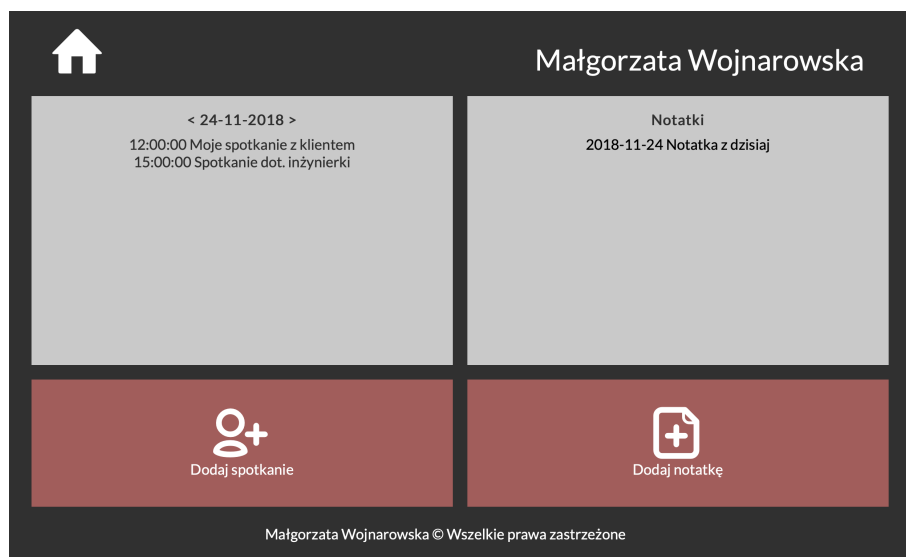 Małgorzata Wojnarowska
< 24-11-2018 >
12:00:00 Moje spotkanie z klientem
15:00:00 Spotkanie dot. inżynierki
Notatki
2018-11-24 Notatka z dzisiaj
Dodaj spotkanie
Dodaj notatkę
Małgorzata Wojnarowska © Wszelkie prawa zastrzeżone